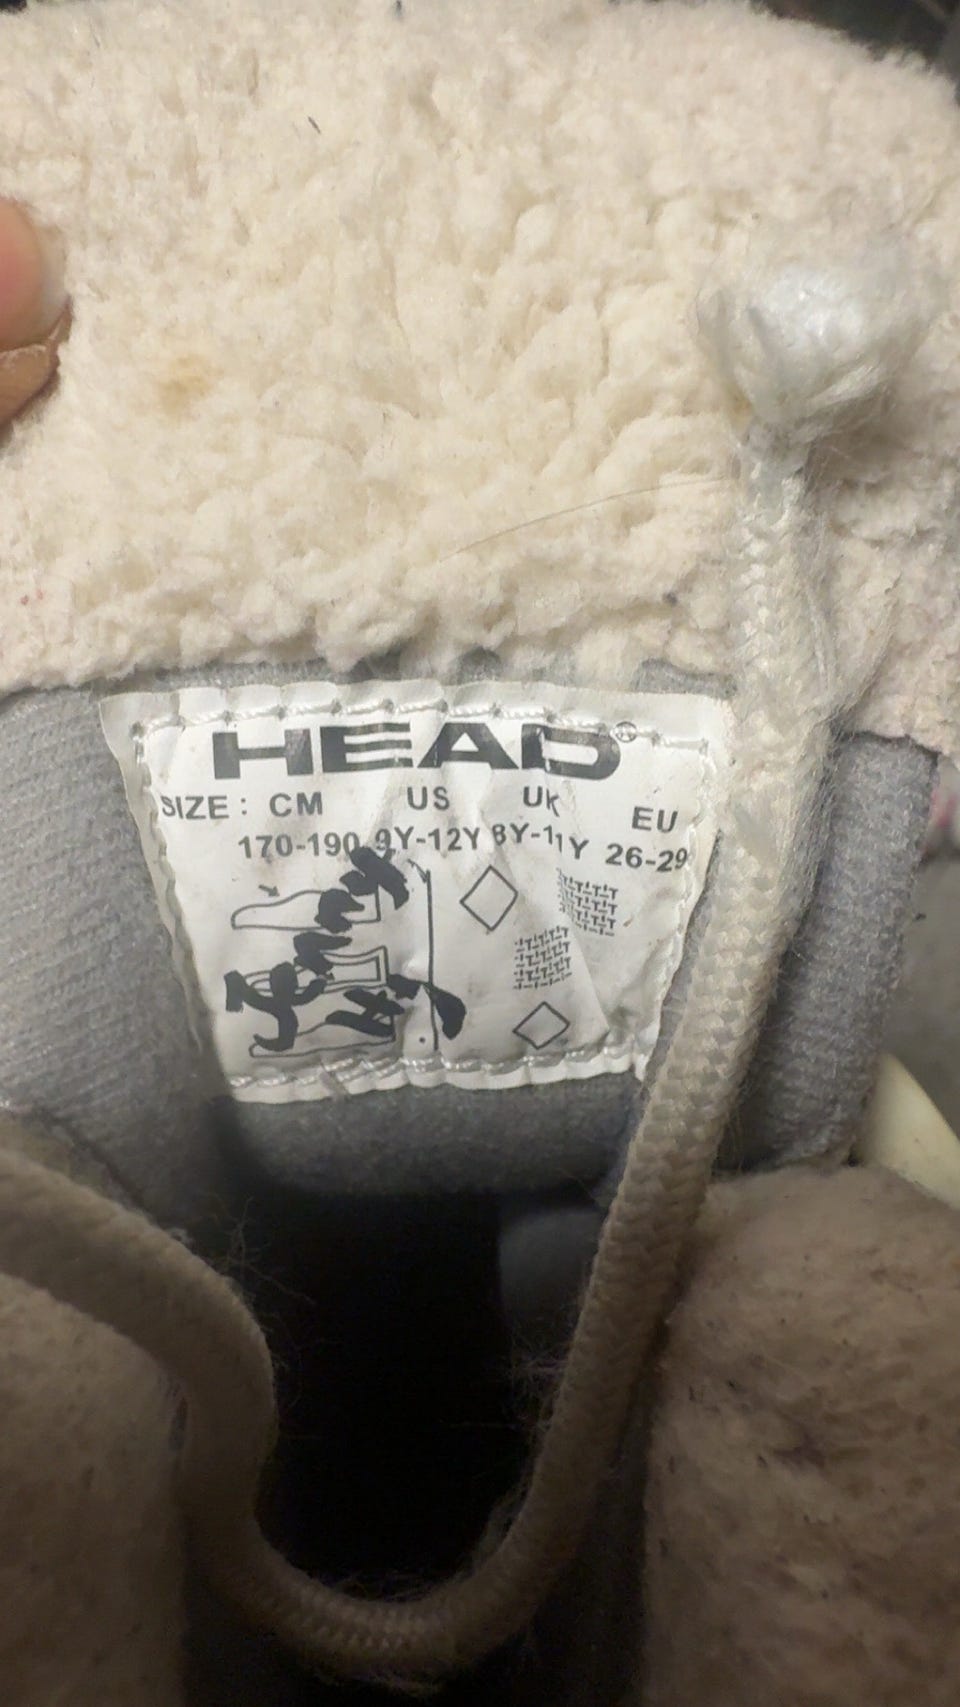 HEAD®
SIZE: CM US UK EU
170-190 9Y-12Y 8Y-11Y 26-29